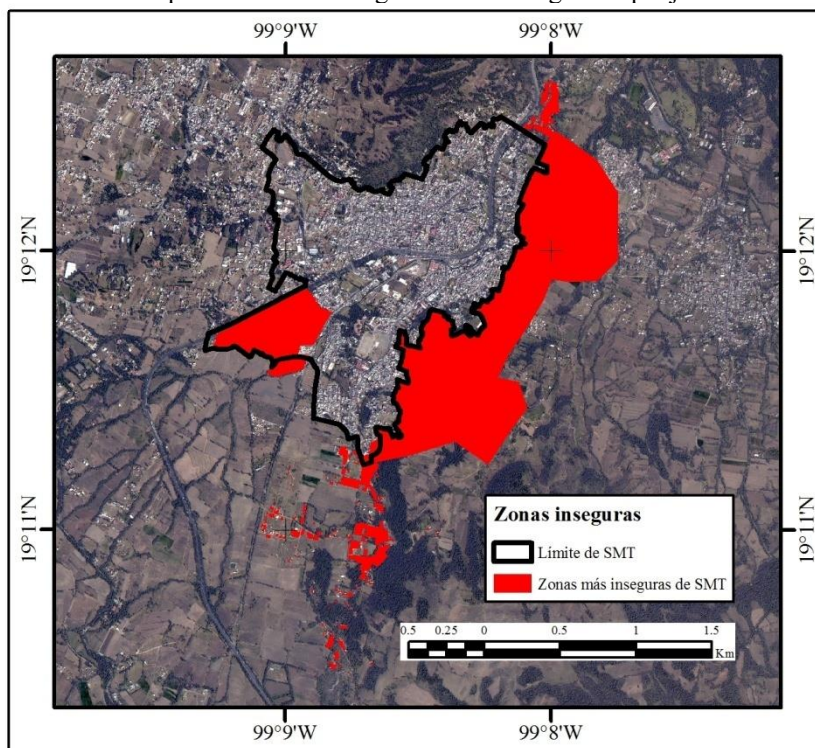 99°9'W 99°8'W
19°12'N 19°12'N
19°11'N 19°11'N
Zonas inseguras
Límite de SMT
Zonas más inseguras de SMT
0.5 0.25 0 0.5 1 1.5
Km
99°9'W 99°8'W